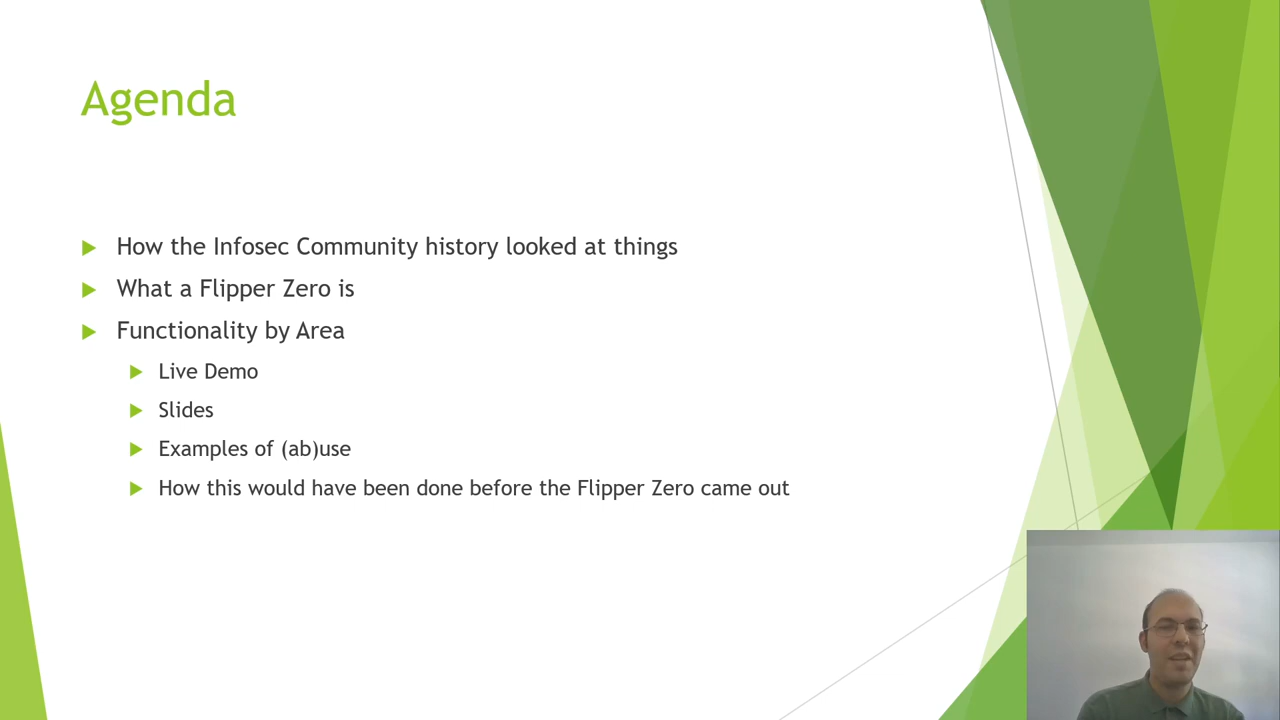 Agenda
How the Infosec Community history looked at things
What a Flipper Zero is
Functionality by Area
Live Demo
Slides
Examples of (ab)use
How this would have been done before the Flipper Zero came out